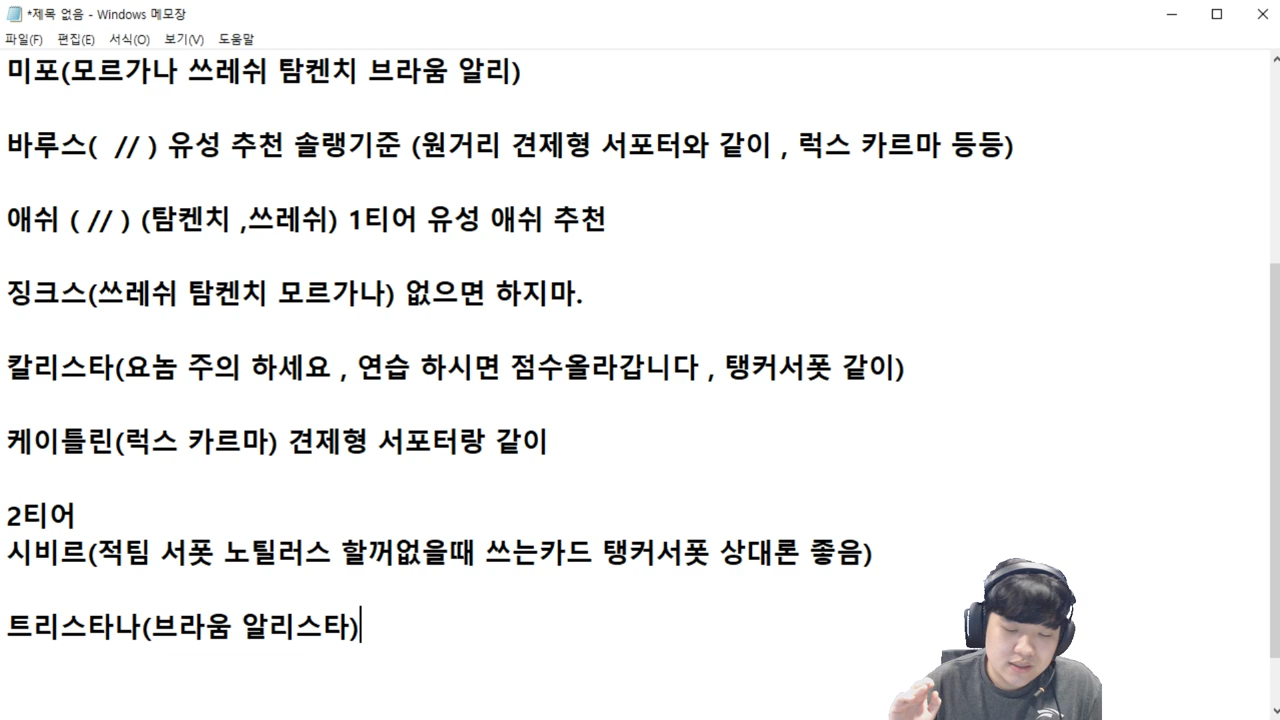 *제목 없음 - Windows 메모장
파일(F) 편집(E) 서식(O) 보기(V) 도움말
미포(모르가나 쓰레쉬 탐켄치 브라움 알리)
바루스(  // ) 유성 추천 솔랭기준 (원거리 견제형 서포터와 같이 , 럭스 카르마 등등)
애쉬 ( // ) (탐켄치 ,쓰레쉬) 1티어 유성 애쉬 추천
징크스(쓰레쉬 탐켄치 모르가나) 없으면 하지마.
칼리스타(요놈 주의 하세요 , 연습 하시면 점수올라갑니다 , 탱커서폿 같이)
케이틀린(럭스 카르마) 견제형 서포터랑 같이
2티어
시비르(적팀 서폿 노틸러스 할꺼없을때 쓰는카드 탱커서폿 상대론 좋음)
트리스타나(브라움 알리스타)